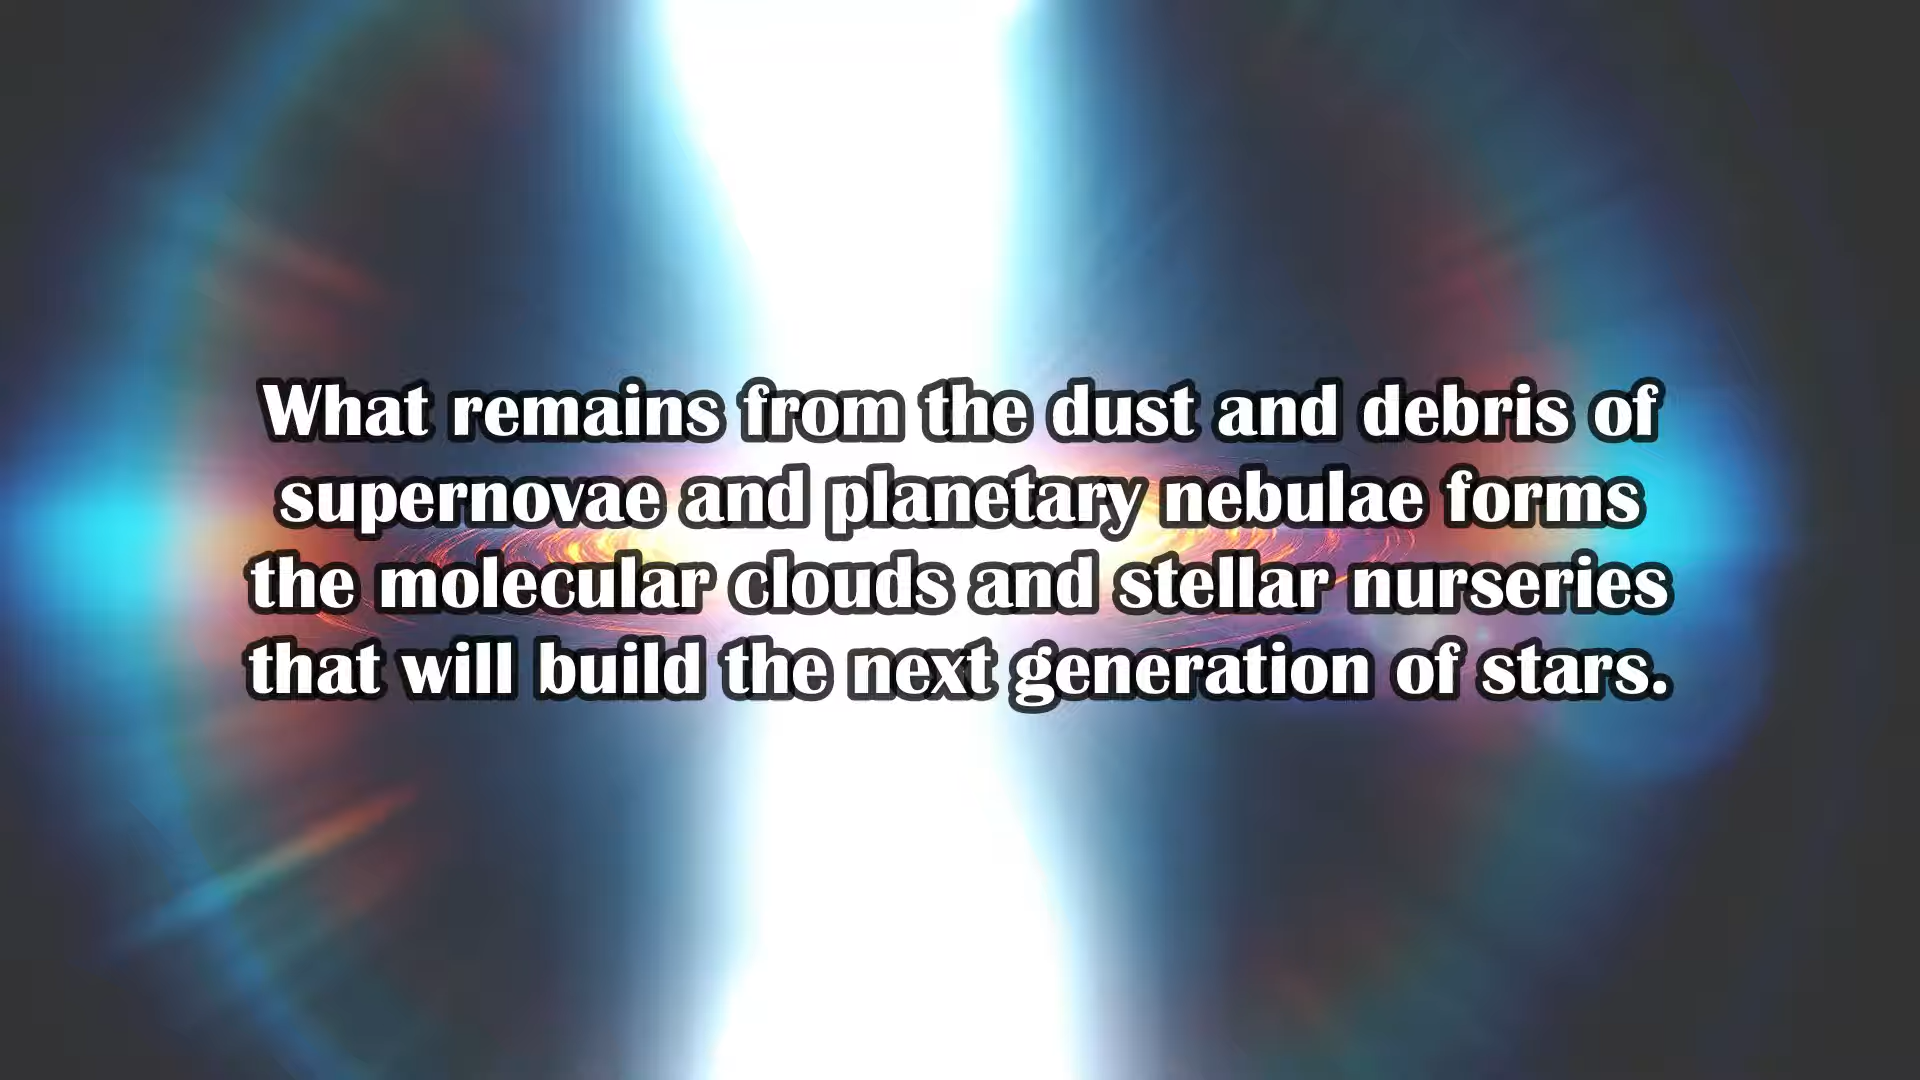 What remains from the dust and debris of
supernovae and planetary nebulae forms
the molecular clouds and stellar nurseries
that will build the next generation of stars.